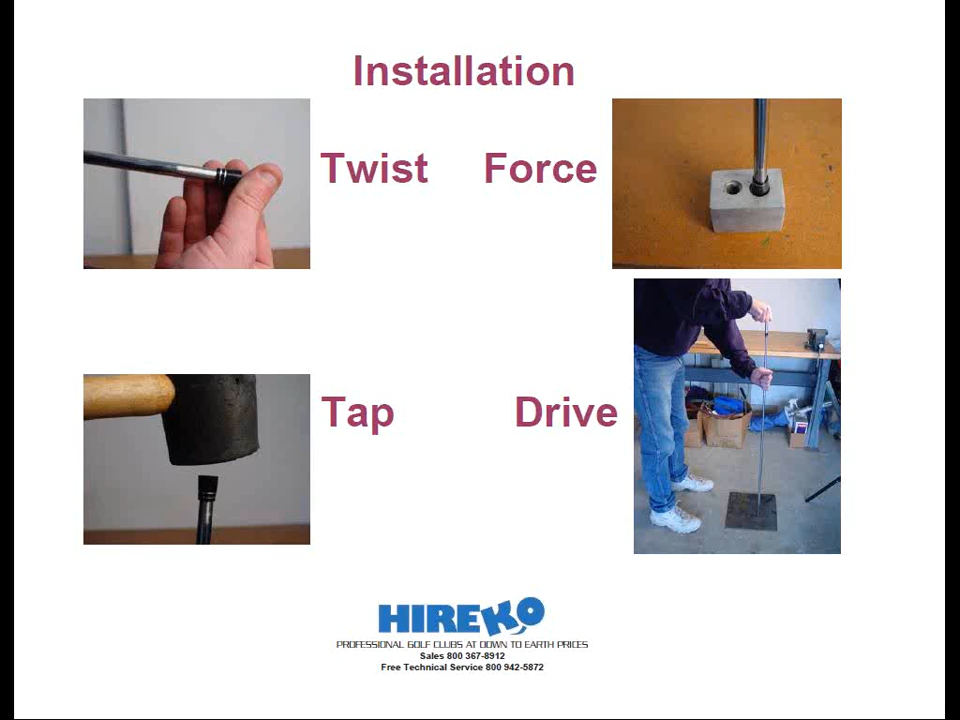 Installation
Twist Force
Tap Drive
HIREKO
PROFESSIONAL GOLF CLUBS AT DOWN TO EARTH PRICES
Sales 800 367-8912
Free Technical Service 800 942-5872